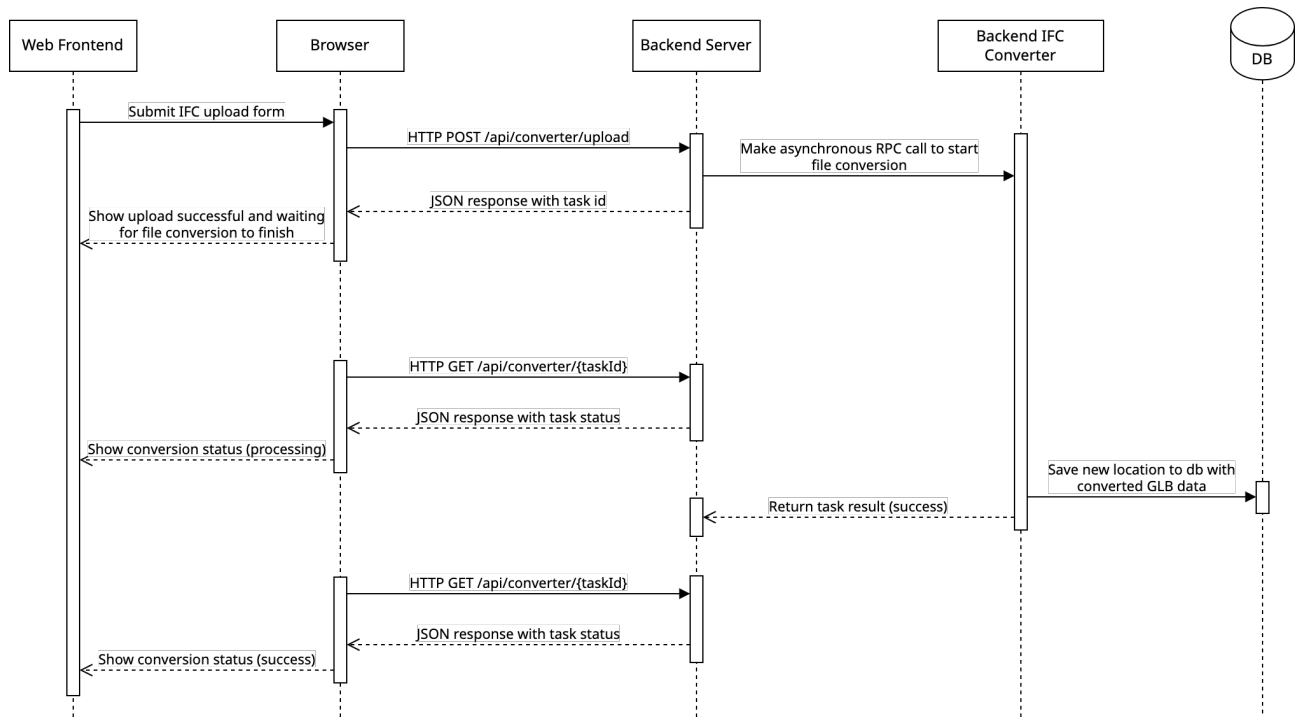 Web Frontend
Browser
Backend Server
Backend IFC
Converter
DB
Submit IFC upload form
HTTP POST /api/converter/upload
Make asynchronous RPC call to start
file conversion
JSON response with task id
Show upload successful and waiting
for file conversion to finish
HTTP GET /api/converter/{taskId}
JSON response with task status
Show conversion status (processing)
Save new location to db with
converted GLB data
Return task result (success)
HTTP GET /api/converter/{taskId}
JSON response with task status
Show conversion status (success)